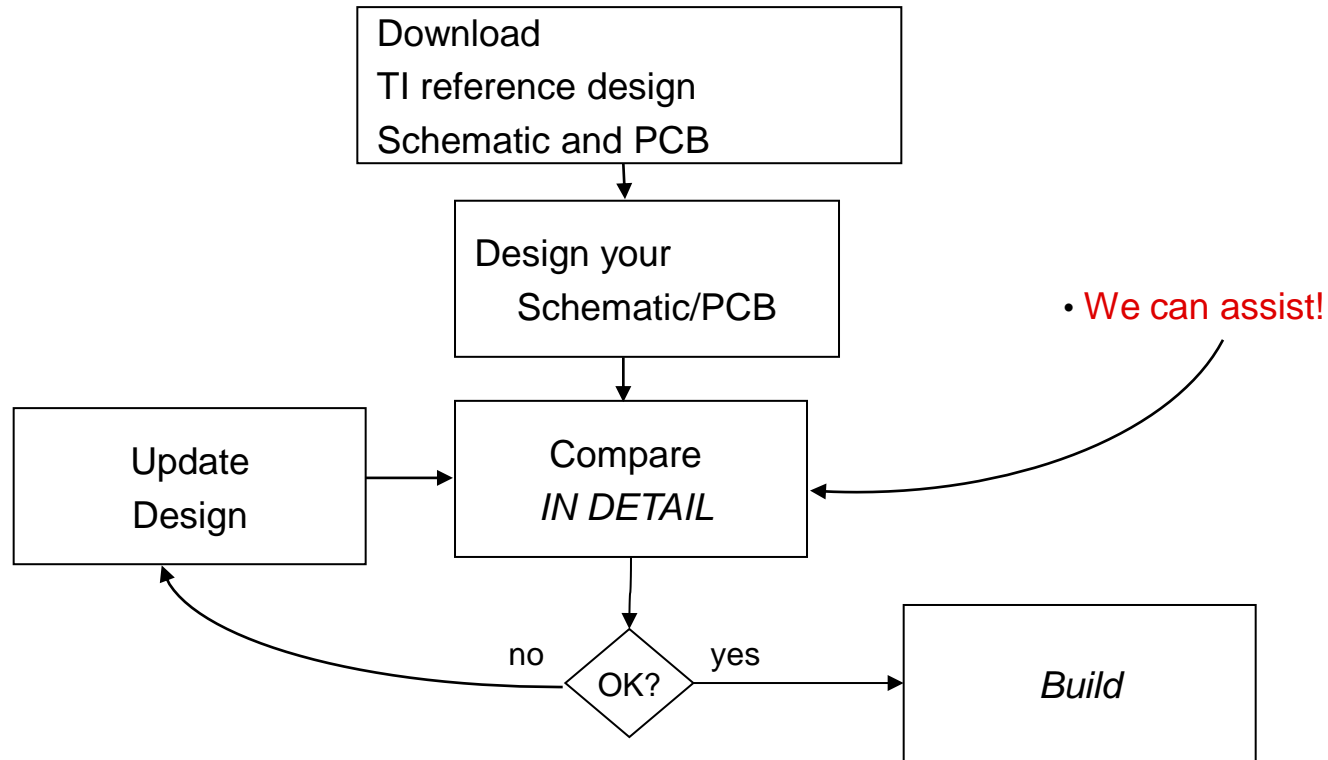 Download
TI reference design
Schematic and PCB
Design your
Schematic/PCB
• We can assist!
Update
Design
Compare
IN DETAIL
no
OK?
yes
Build